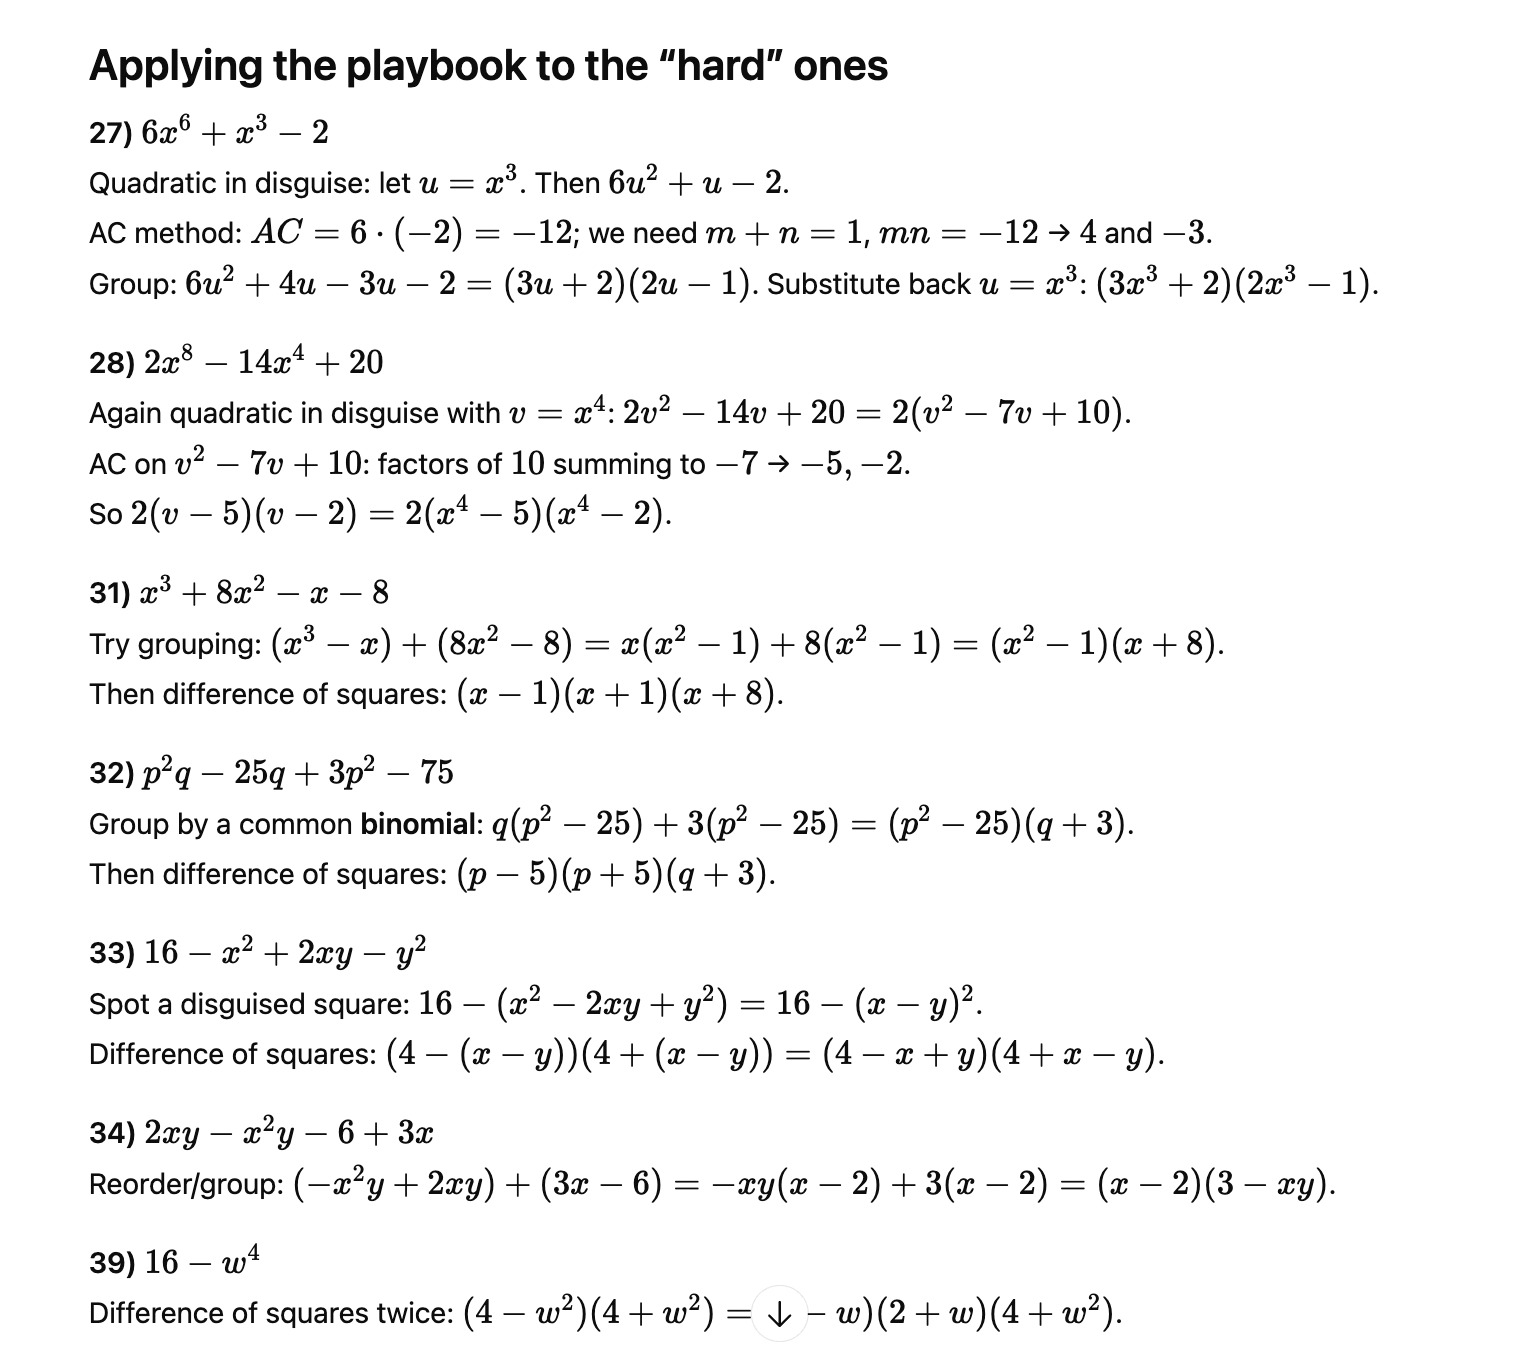 Applying the playbook to the “hard” ones
27) 6x⁶ + x³ − 2
Quadratic in disguise: let u = x³. Then 6u² + u − 2.
AC method: AC = 6 · (−2) = −12; we need m + n = 1, mn = −12 → 4 and −3.
Group: 6u² + 4u − 3u − 2 = (3u + 2)(2u − 1). Substitute back u = x³: (3x³ + 2)(2x³ − 1).
28) 2x⁸ − 14x⁴ + 20
Again quadratic in disguise with v = x⁴: 2v² − 14v + 20 = 2(v² − 7v + 10).
AC on v² − 7v + 10: factors of 10 summing to −7 → −5, −2.
So 2(v − 5)(v − 2) = 2(x⁴ − 5)(x⁴ − 2).
31) x³ + 8x² − x − 8
Try grouping: (x³ − x) + (8x² − 8) = x(x² − 1) + 8(x² − 1) = (x² − 1)(x + 8).
Then difference of squares: (x − 1)(x + 1)(x + 8).
32) p²q − 25q + 3p² − 75
Group by a common binomial: q(p² − 25) + 3(p² − 25) = (p² − 25)(q + 3).
Then difference of squares: (p − 5)(p + 5)(q + 3).
33) 16 − x² + 2xy − y²
Spot a disguised square: 16 − (x² − 2xy + y²) = 16 − (x − y)².
Difference of squares: (4 − (x − y))(4 + (x − y)) = (4 − x + y)(4 + x − y).
34) 2xy − x²y − 6 + 3x
Reorder/group: (−x²y + 2xy) + (3x − 6) = −xy(x − 2) + 3(x − 2) = (x − 2)(3 − xy).
39) 16 − w⁴
Difference of squares twice: (4 − w²)(4 + w²) = − w)(2 + w)(4 + w²).